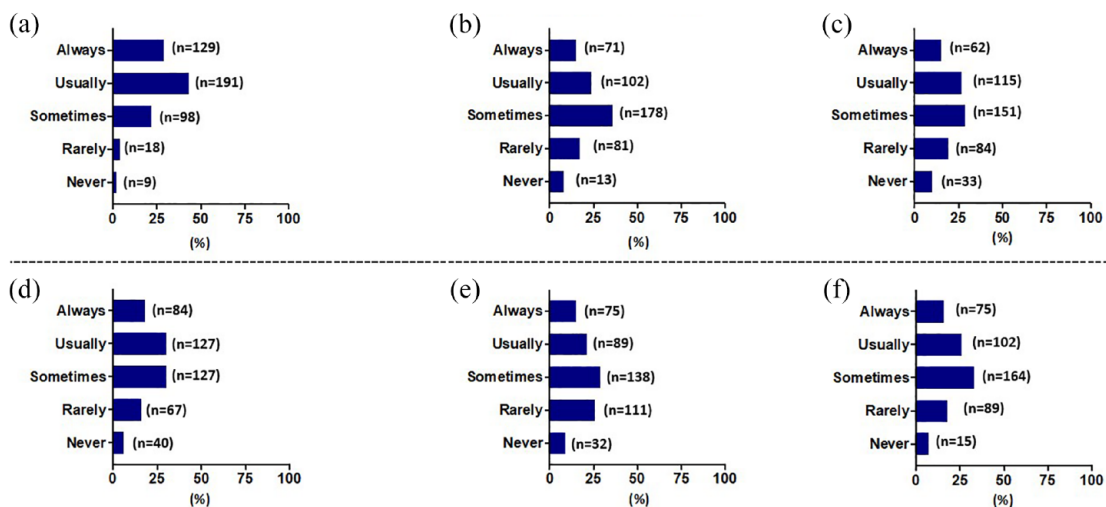 (a)
Always (n=129)
Usually (n=191)
Sometimes (n=98)
Rarely (n=18)
Never (n=9)
0 25 50 75 100
(%)
(b)
Always (n=71)
Usually (n=102)
Sometimes (n=178)
Rarely (n=81)
Never (n=13)
0 25 50 75 100
(%)
(c)
Always (n=62)
Usually (n=115)
Sometimes (n=151)
Rarely (n=84)
Never (n=33)
0 25 50 75 100
(%)
(d)
Always (n=84)
Usually (n=127)
Sometimes (n=127)
Rarely (n=67)
Never (n=40)
0 25 50 75 100
(%)
(e)
Always (n=75)
Usually (n=89)
Sometimes (n=138)
Rarely (n=111)
Never (n=32)
0 25 50 75 100
(%)
(f)
Always (n=75)
Usually (n=102)
Sometimes (n=164)
Rarely (n=89)
Never (n=15)
0 25 50 75 100
(%)